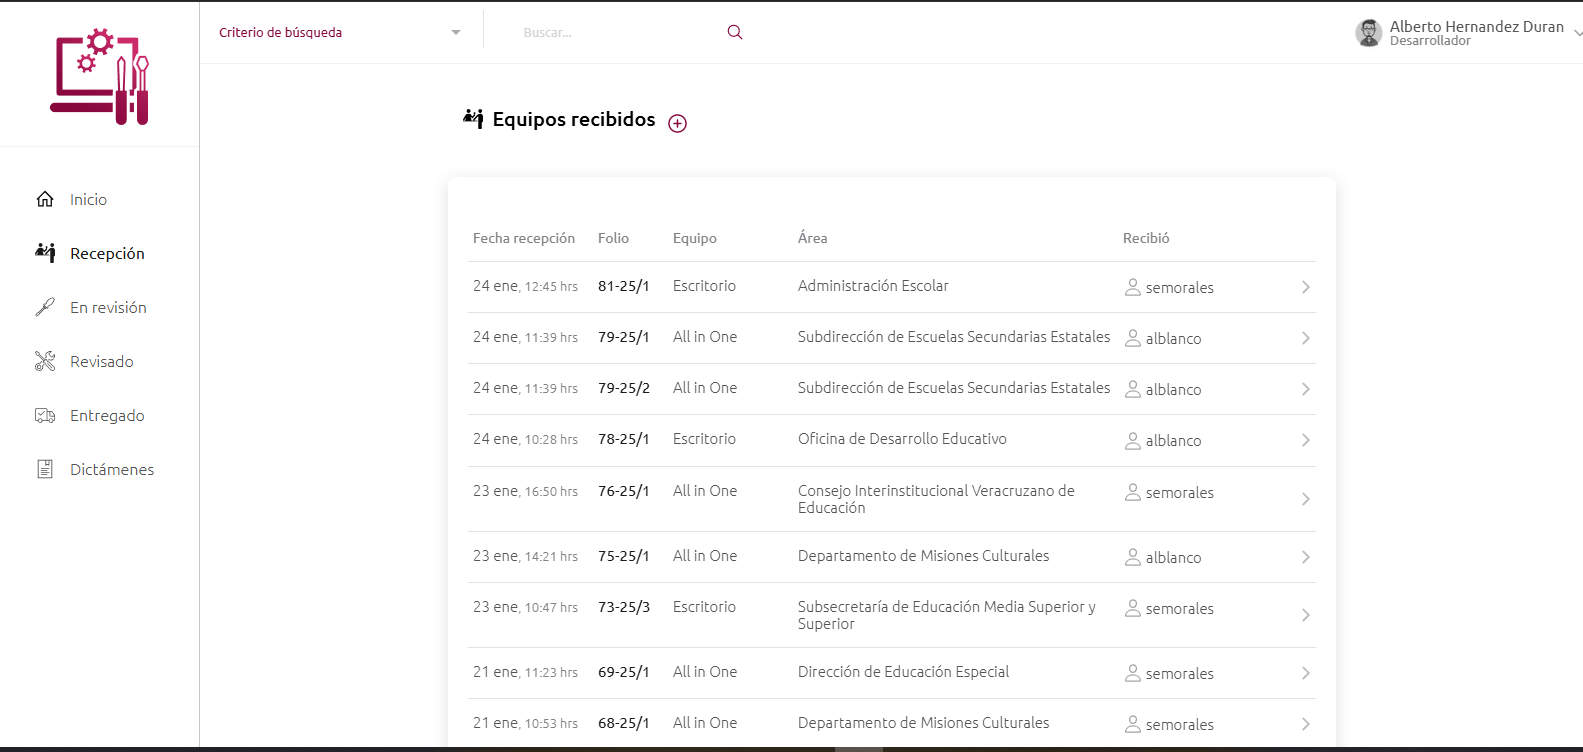 Criterio de búsqueda
Buscar...
Alberto Hernandez Duran
Desarrollador
Inicio
Recepción
En revisión
Revisado
Entregado
Dictámenes
Equipos recibidos
Fecha recepción Folio Equipo Área Recibió
24 ene, 12:45 hrs 81-25/1 Escritorio Administración Escolar semorales
24 ene, 11:39 hrs 79-25/1 All in One Subdirección de Escuelas Secundarias Estatales alblanco
24 ene, 11:39 hrs 79-25/2 All in One Subdirección de Escuelas Secundarias Estatales alblanco
24 ene, 10:28 hrs 78-25/1 Escritorio Oficina de Desarrollo Educativo alblanco
23 ene, 16:50 hrs 76-25/1 All in One Consejo Interinstitucional Veracruzano de semorales
Educación
23 ene, 14:21 hrs 75-25/1 All in One Departamento de Misiones Culturales alblanco
23 ene, 10:47 hrs 73-25/3 Escritorio Subsecretaría de Educación Media Superior y semorales
Superior
21 ene, 11:23 hrs 69-25/1 All in One Dirección de Educación Especial semorales
21 ene, 10:53 hrs 68-25/1 All in One Departamento de Misiones Culturales semorales